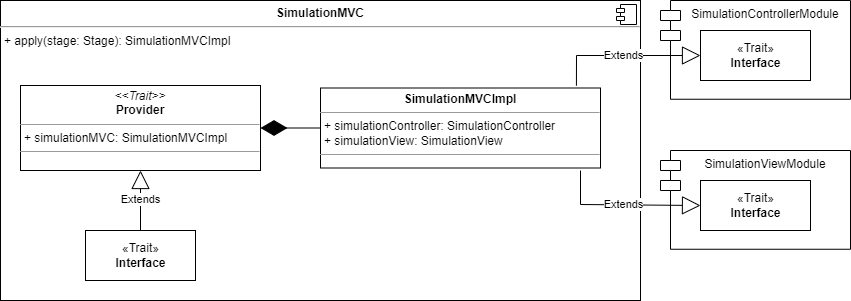 SimulationMVC
+ apply(stage: Stage): SimulationMVCImpl
<<Trait>>
Provider
+ simulationMVC: SimulationMVCImpl
Extends
«Trait»
Interface
SimulationMVCImpl
+ simulationController: SimulationController
+ simulationView: SimulationView
Extends
Extends
SimulationControllerModule
«Trait»
Interface
SimulationViewModule
«Trait»
Interface